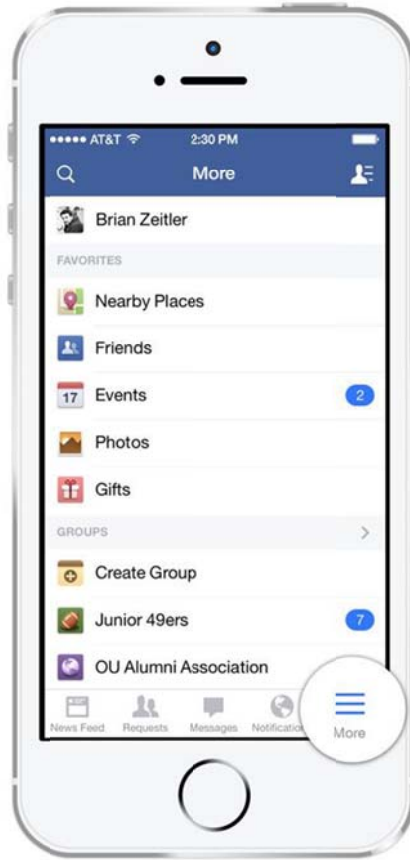 AT&T 2:30 PM
More
Brian Zeitler
FAVORITES
Nearby Places
Friends
17 Events 2
Photos
Gifts
GROUPS
Create Group
Junior 49ers 7
OU Alumni Association
News Feed Requests Messages Notification More